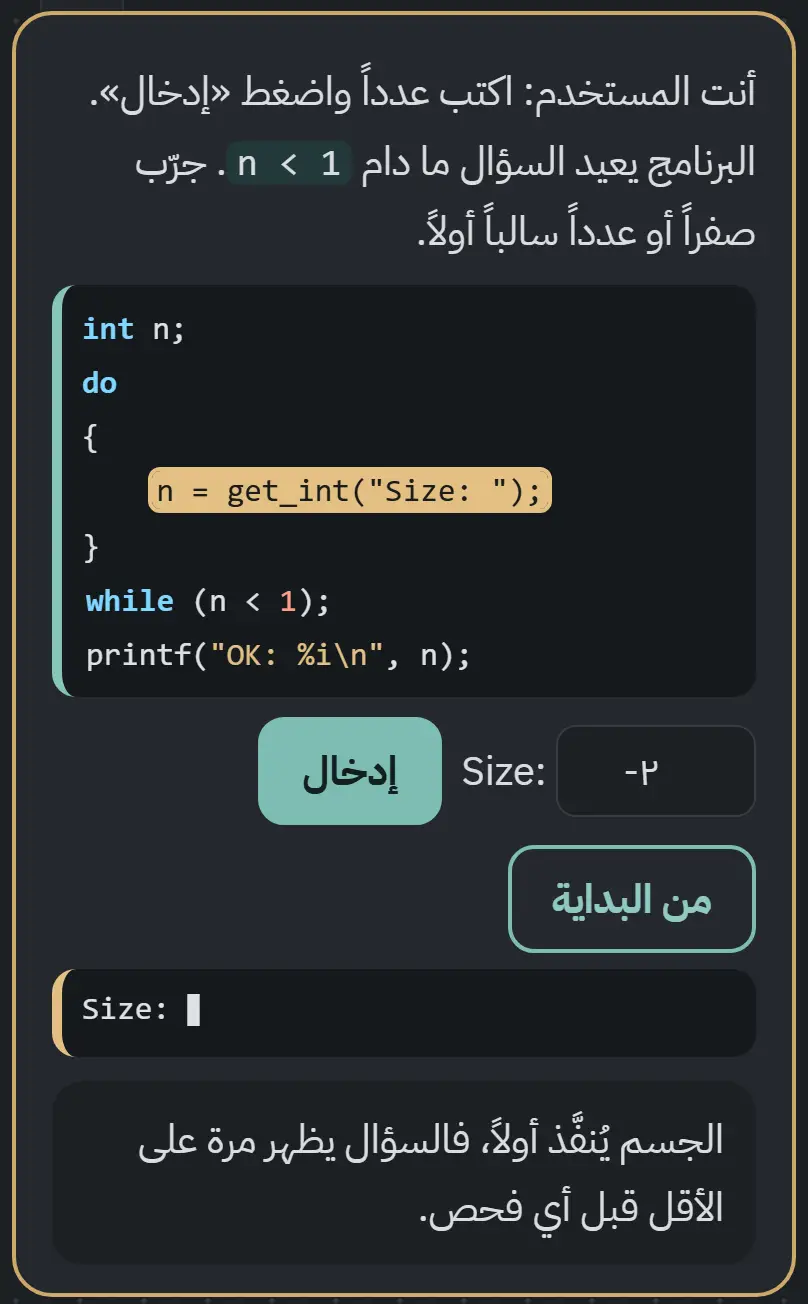 أنت المستخدم: اكتب عدداً واضغط «إدخال».
البرنامج يعيد السؤال ما دام n < 1. جرّب
صفراً أو عدداً سالباً أولاً.
int n;
do
{
    n = get_int("Size: ");
}
while (n < 1);
printf("OK: %i\n", n);
Size: -٢ إدخال
من البداية
Size:
الجسم يُنفَّذ أولاً، فالسؤال يظهر مرة على
الأقل قبل أي فحص.